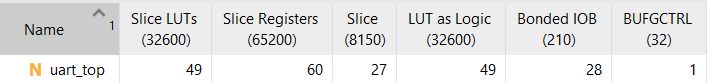 Name 1 Slice LUTs (32600) Slice Registers (65200) Slice (8150) LUT as Logic (32600) Bonded IOB (210) BUFGCTRL (32)
N uart_top 49 60 27 49 28 1